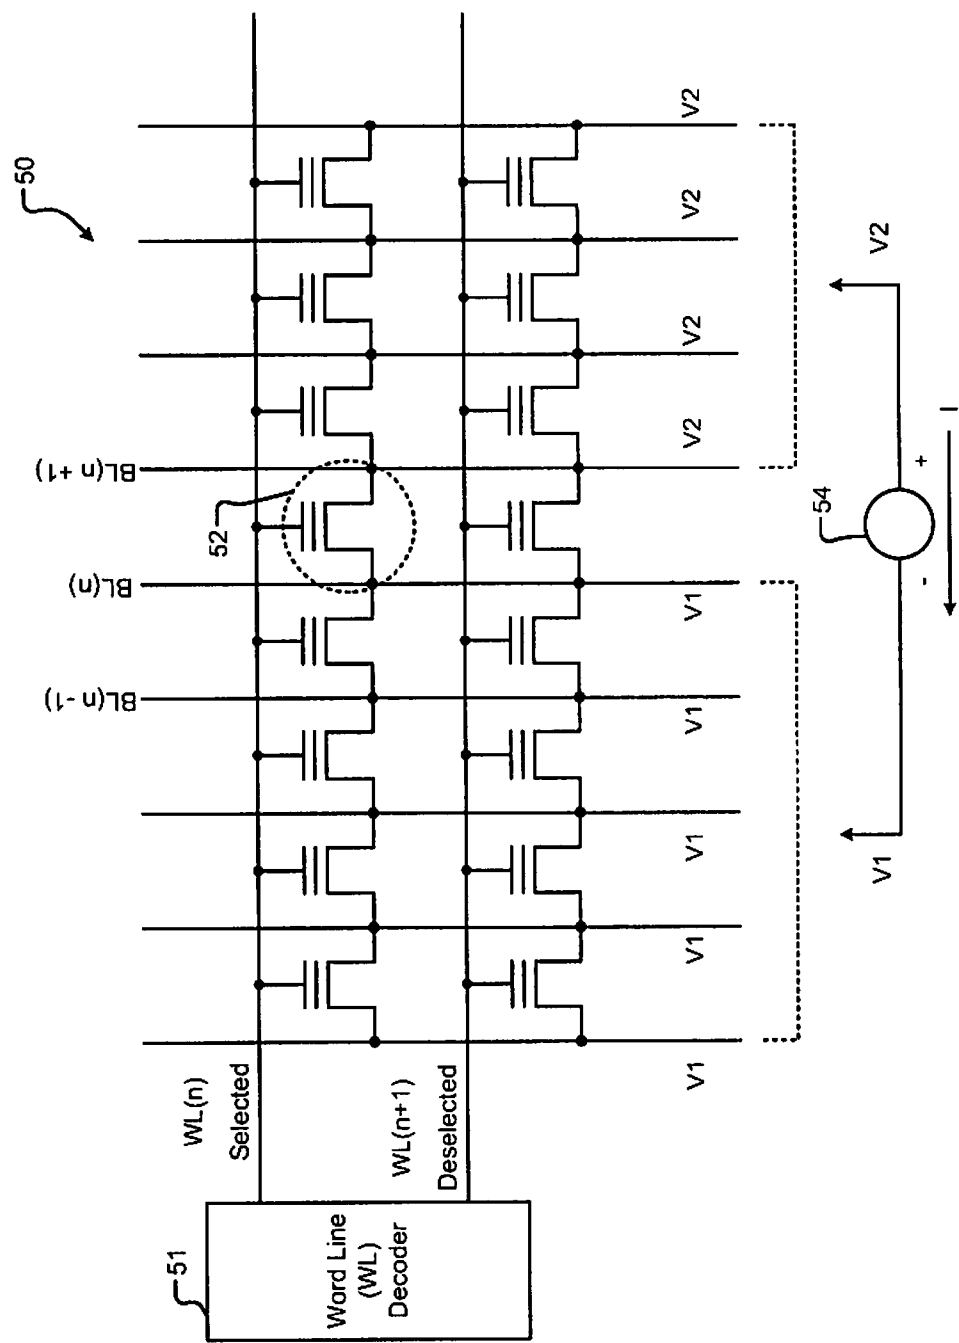 50
BL(n-1)
BL(n)
BL(n+1)
52
WL(n)
Selected
WL(n+1)
Deselected
51
Word Line
(WL)
Decoder
V1
V1
V1
V1
V1
V2
V2
V2
V2
V1
V2
54
-
+
I